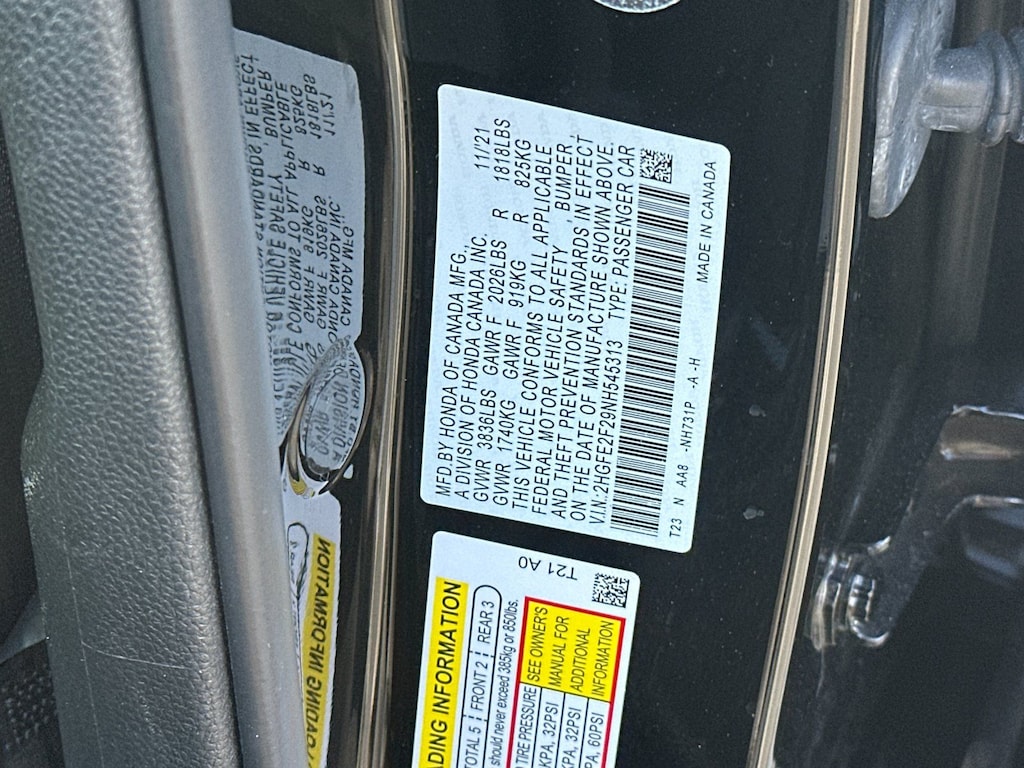 MFD.BY HONDA OF CANADA MFG.,
A DIVISION OF HONDA CANADA INC. 11/21
GVWR 3836LBS GAWR F 2026LBS R 1818LBS
GVWR 1740KG GAWR F 919KG R 825KG
THIS VEHICLE CONFORMS TO ALL APPLICABLE
FEDERAL MOTOR VEHICLE SAFETY , BUMPER ,
AND THEFT PREVENTION STANDARDS IN EFFECT
ON THE DATE OF MANUFACTURE SHOWN ABOVE.
V.I.N.:2HGFE2F29NH545313 TYPE: PASSENGER CAR
T23 N AA8 -NH731P -A -H MADE IN CANADA
ADING INFORMATION
TOTAL 5 FRONT 2 REAR 3
should never exceed 385kg or 850lbs.
TIRE PRESSURE SEE OWNER'S
KPA, 32PSI MANUAL FOR
KPA, 32PSI ADDITIONAL
PA, 60PSI INFORMATION
T21 A0